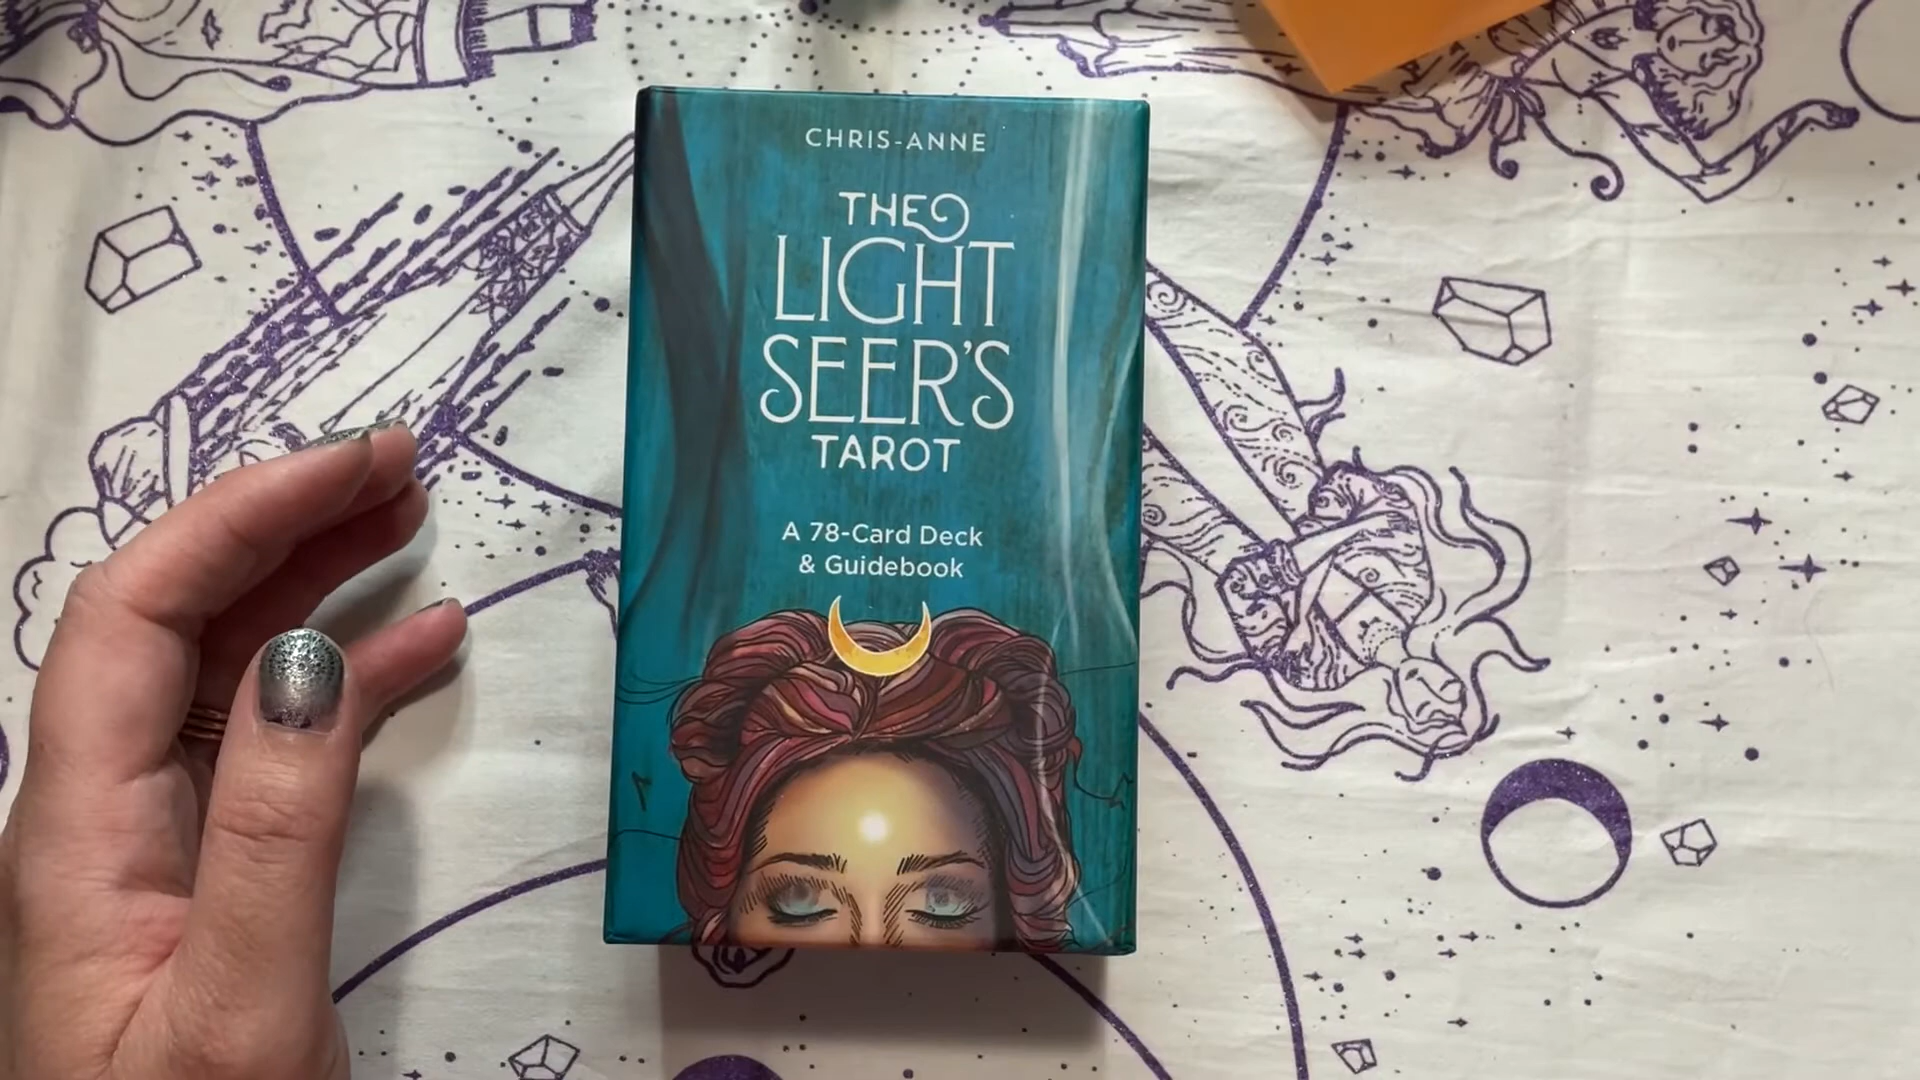 CHRIS-ANNE
THE
LIGHT
SEER'S
TAROT
A 78-Card Deck
& Guidebook